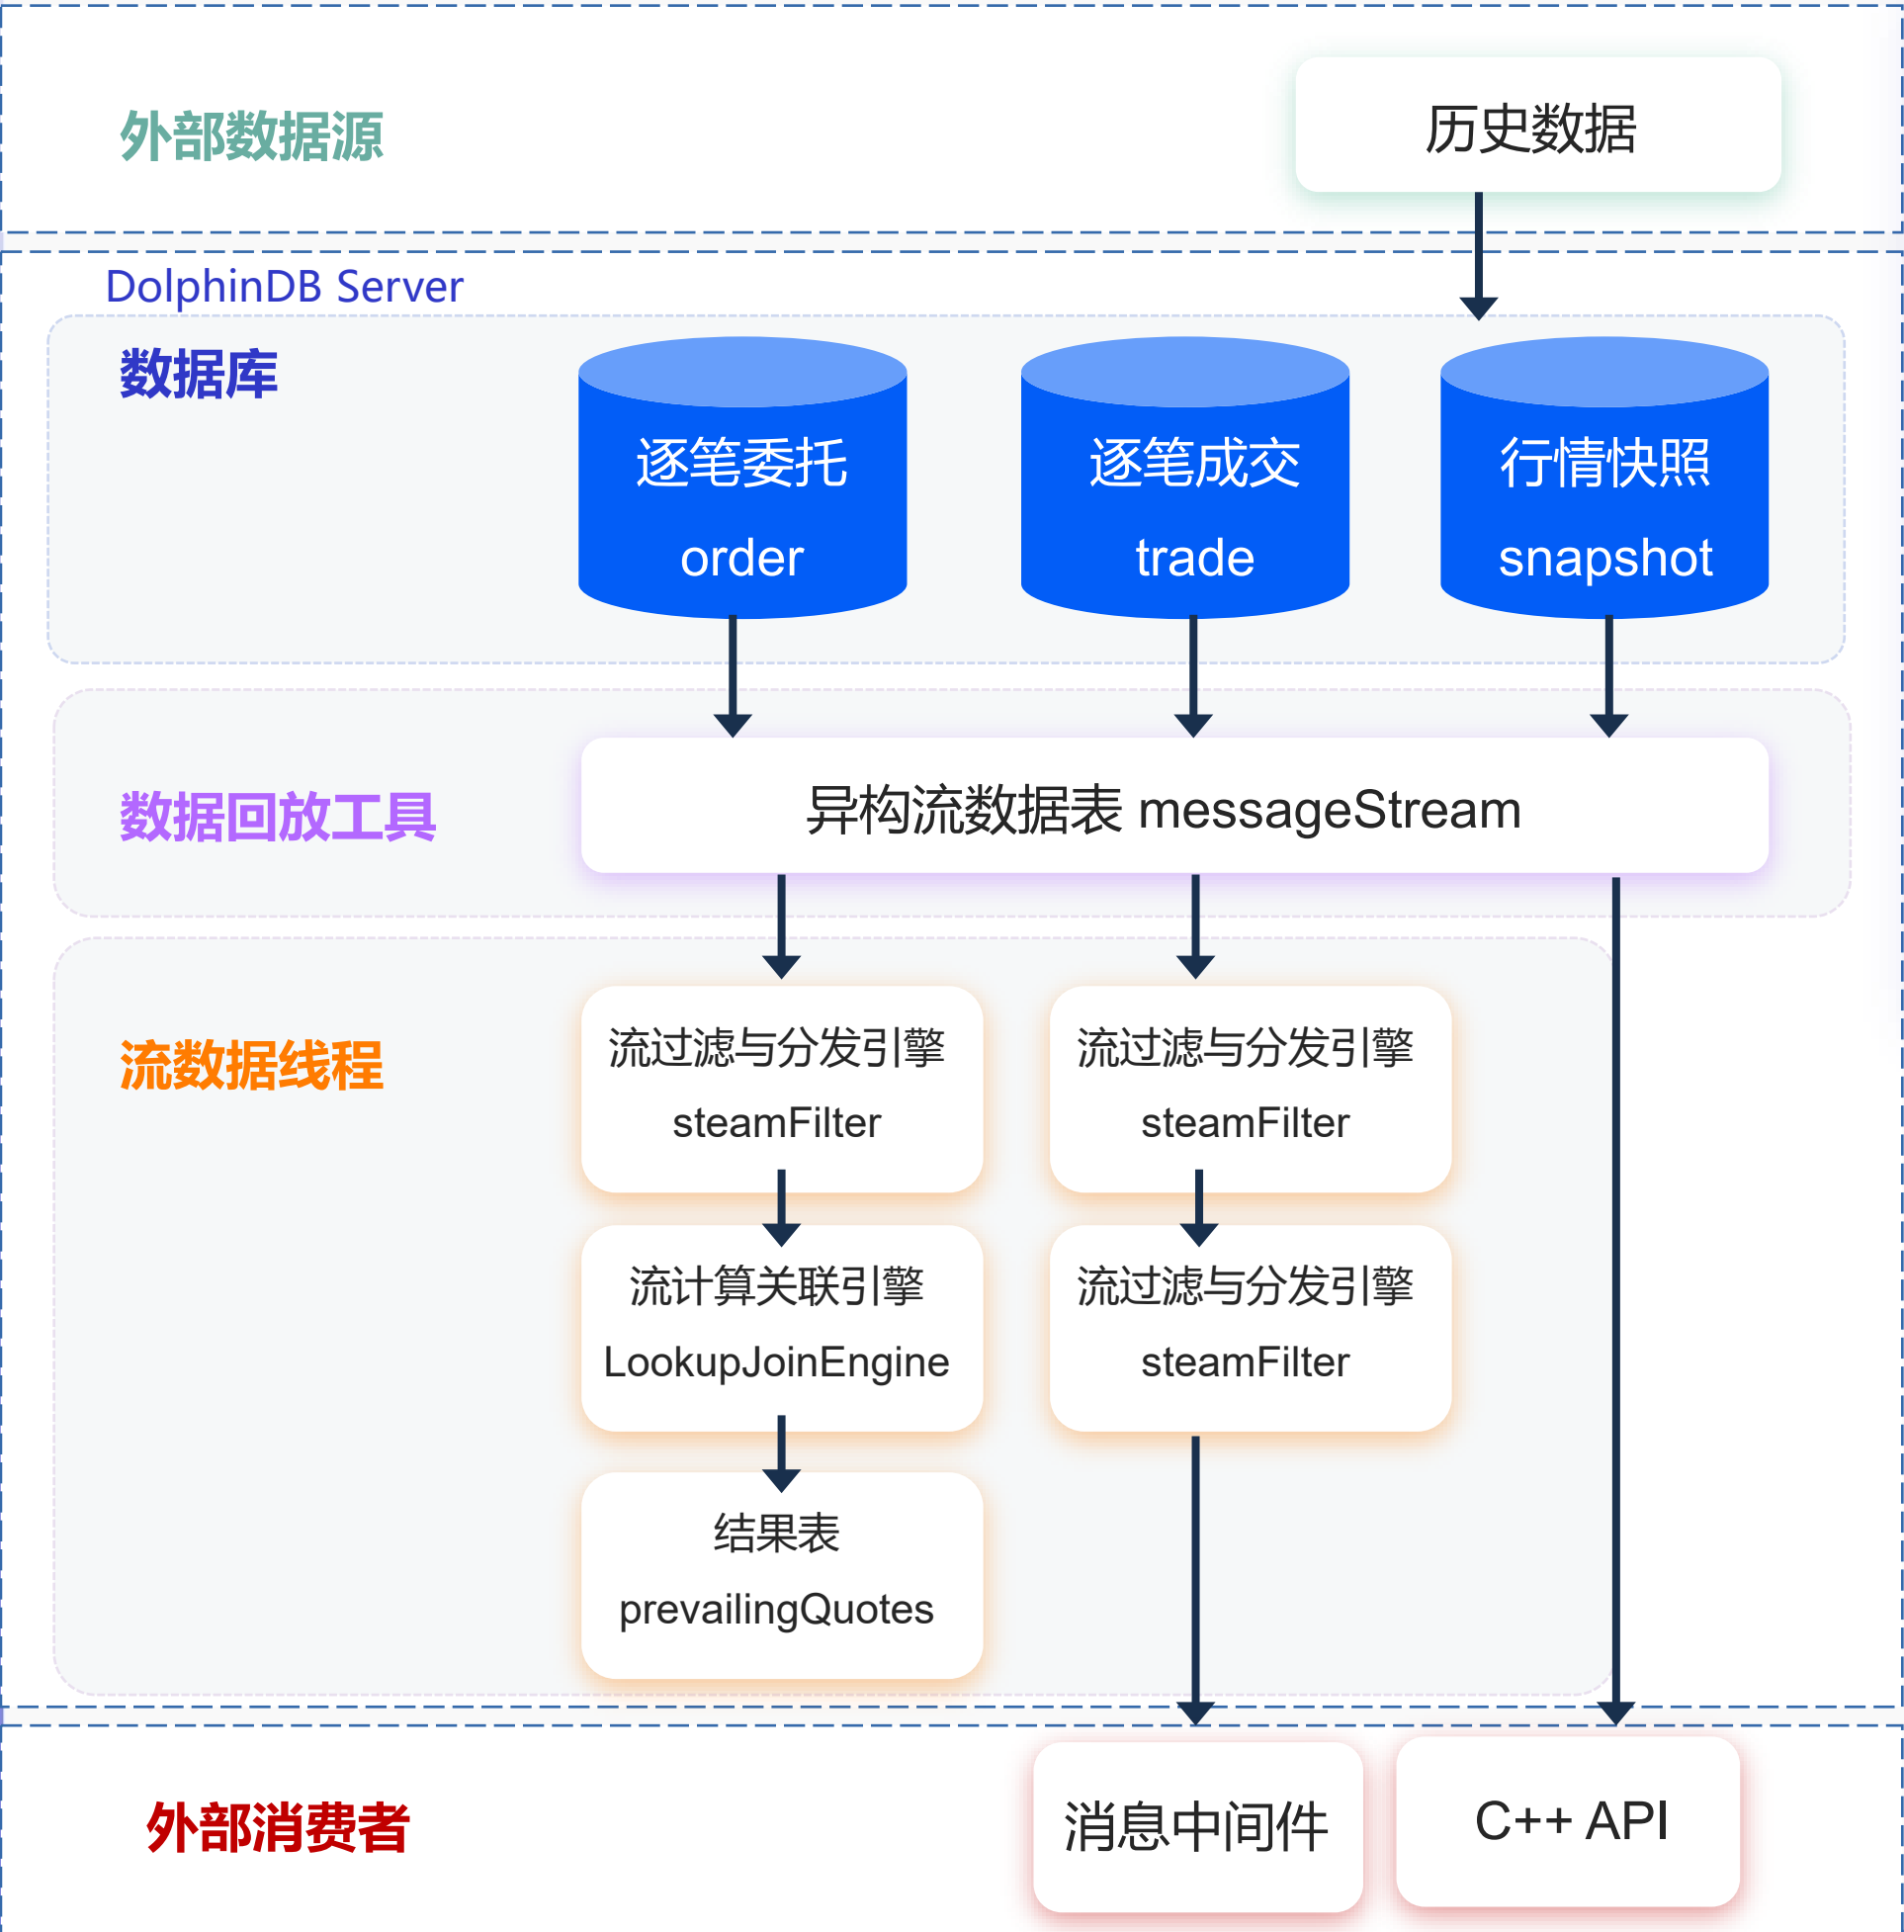 外部数据源
历史数据
DolphinDB Server
数据库
逐笔委托
order
逐笔成交
trade
行情快照
snapshot
数据回放工具
异构流数据表 messageStream
流数据线程
流过滤与分发引擎
steamFilter
流过滤与分发引擎
steamFilter
流计算关联引擎
LookupJoinEngine
流过滤与分发引擎
steamFilter
结果表
prevailingQuotes
外部消费者
消息中间件
C++ API